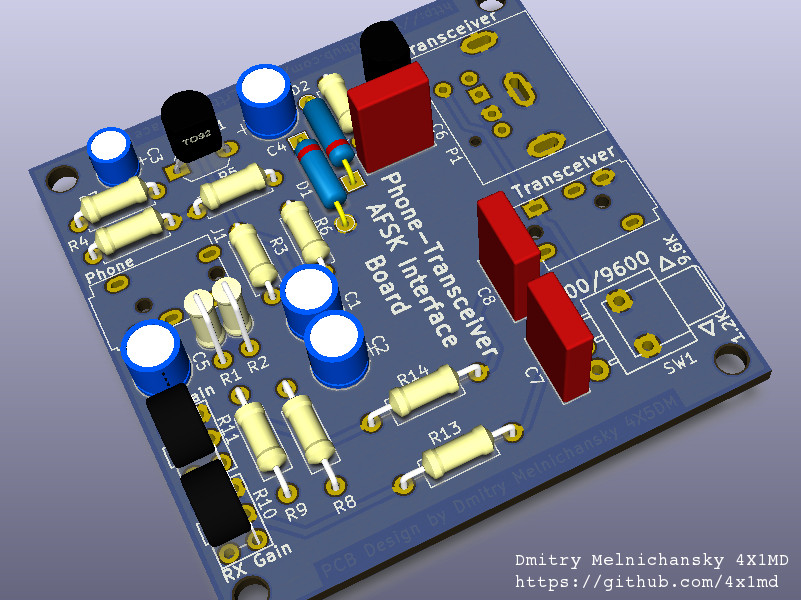 Transceiver
D2
TO92
C3
C4
C6
P1
R5
D1
Transceiver
R4
Phone
J1
R3
R6
Phone-Transceiver
AFSK Interface
Board
00/9600
9.6K
1.2K
SW1
C8
C7
C1
C2
C5
R1
R2
R14
R13
R11
R10
R9
R8
RX Gain
PCB Design by Dmitry Melnichansky 4X5DM
Dmitry Melnichansky 4X1MD
https://github.com/4x1md